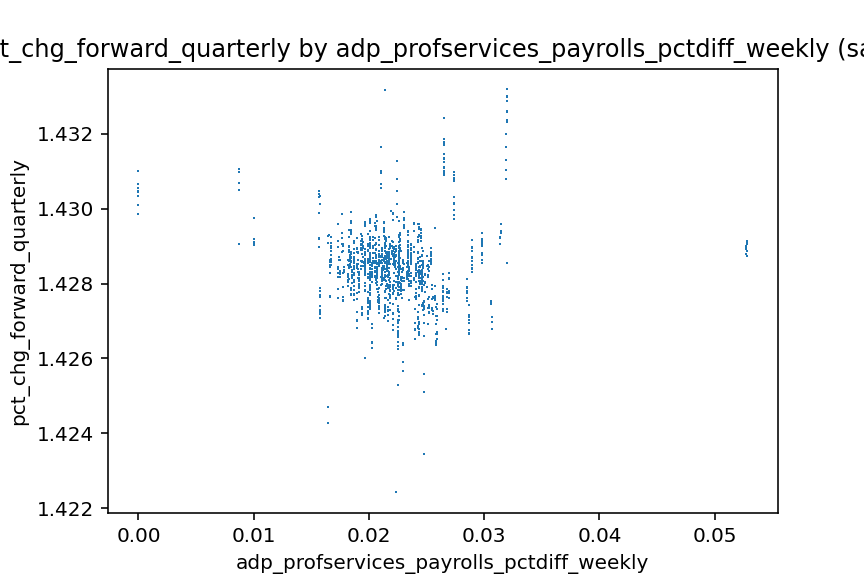 t_chg_forward_quarterly by adp_profservices_payrolls_pctdiff_weekly (sa
1.432
1.430
1.428
1.426
1.424
1.422
pct_chg_forward_quarterly
0.00 0.01 0.02 0.03 0.04 0.05
adp_profservices_payrolls_pctdiff_weekly